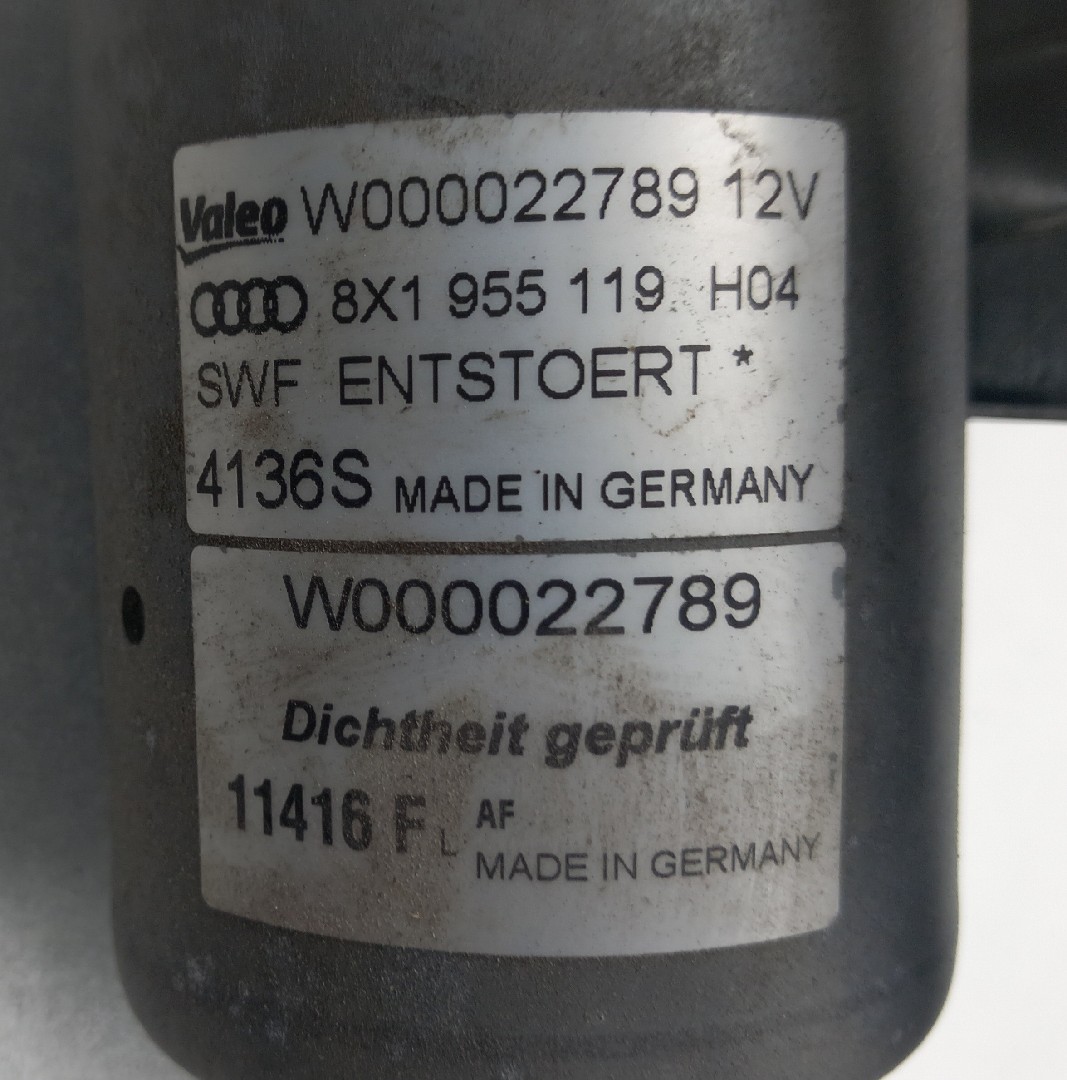 Valeo W000022789 12V
8X1 955 119 H04
SWF ENTSTOERT *
4136S MADE IN GERMANY
W000022789
Dichtheit geprüft
11416 F L AF
MADE IN GERMANY